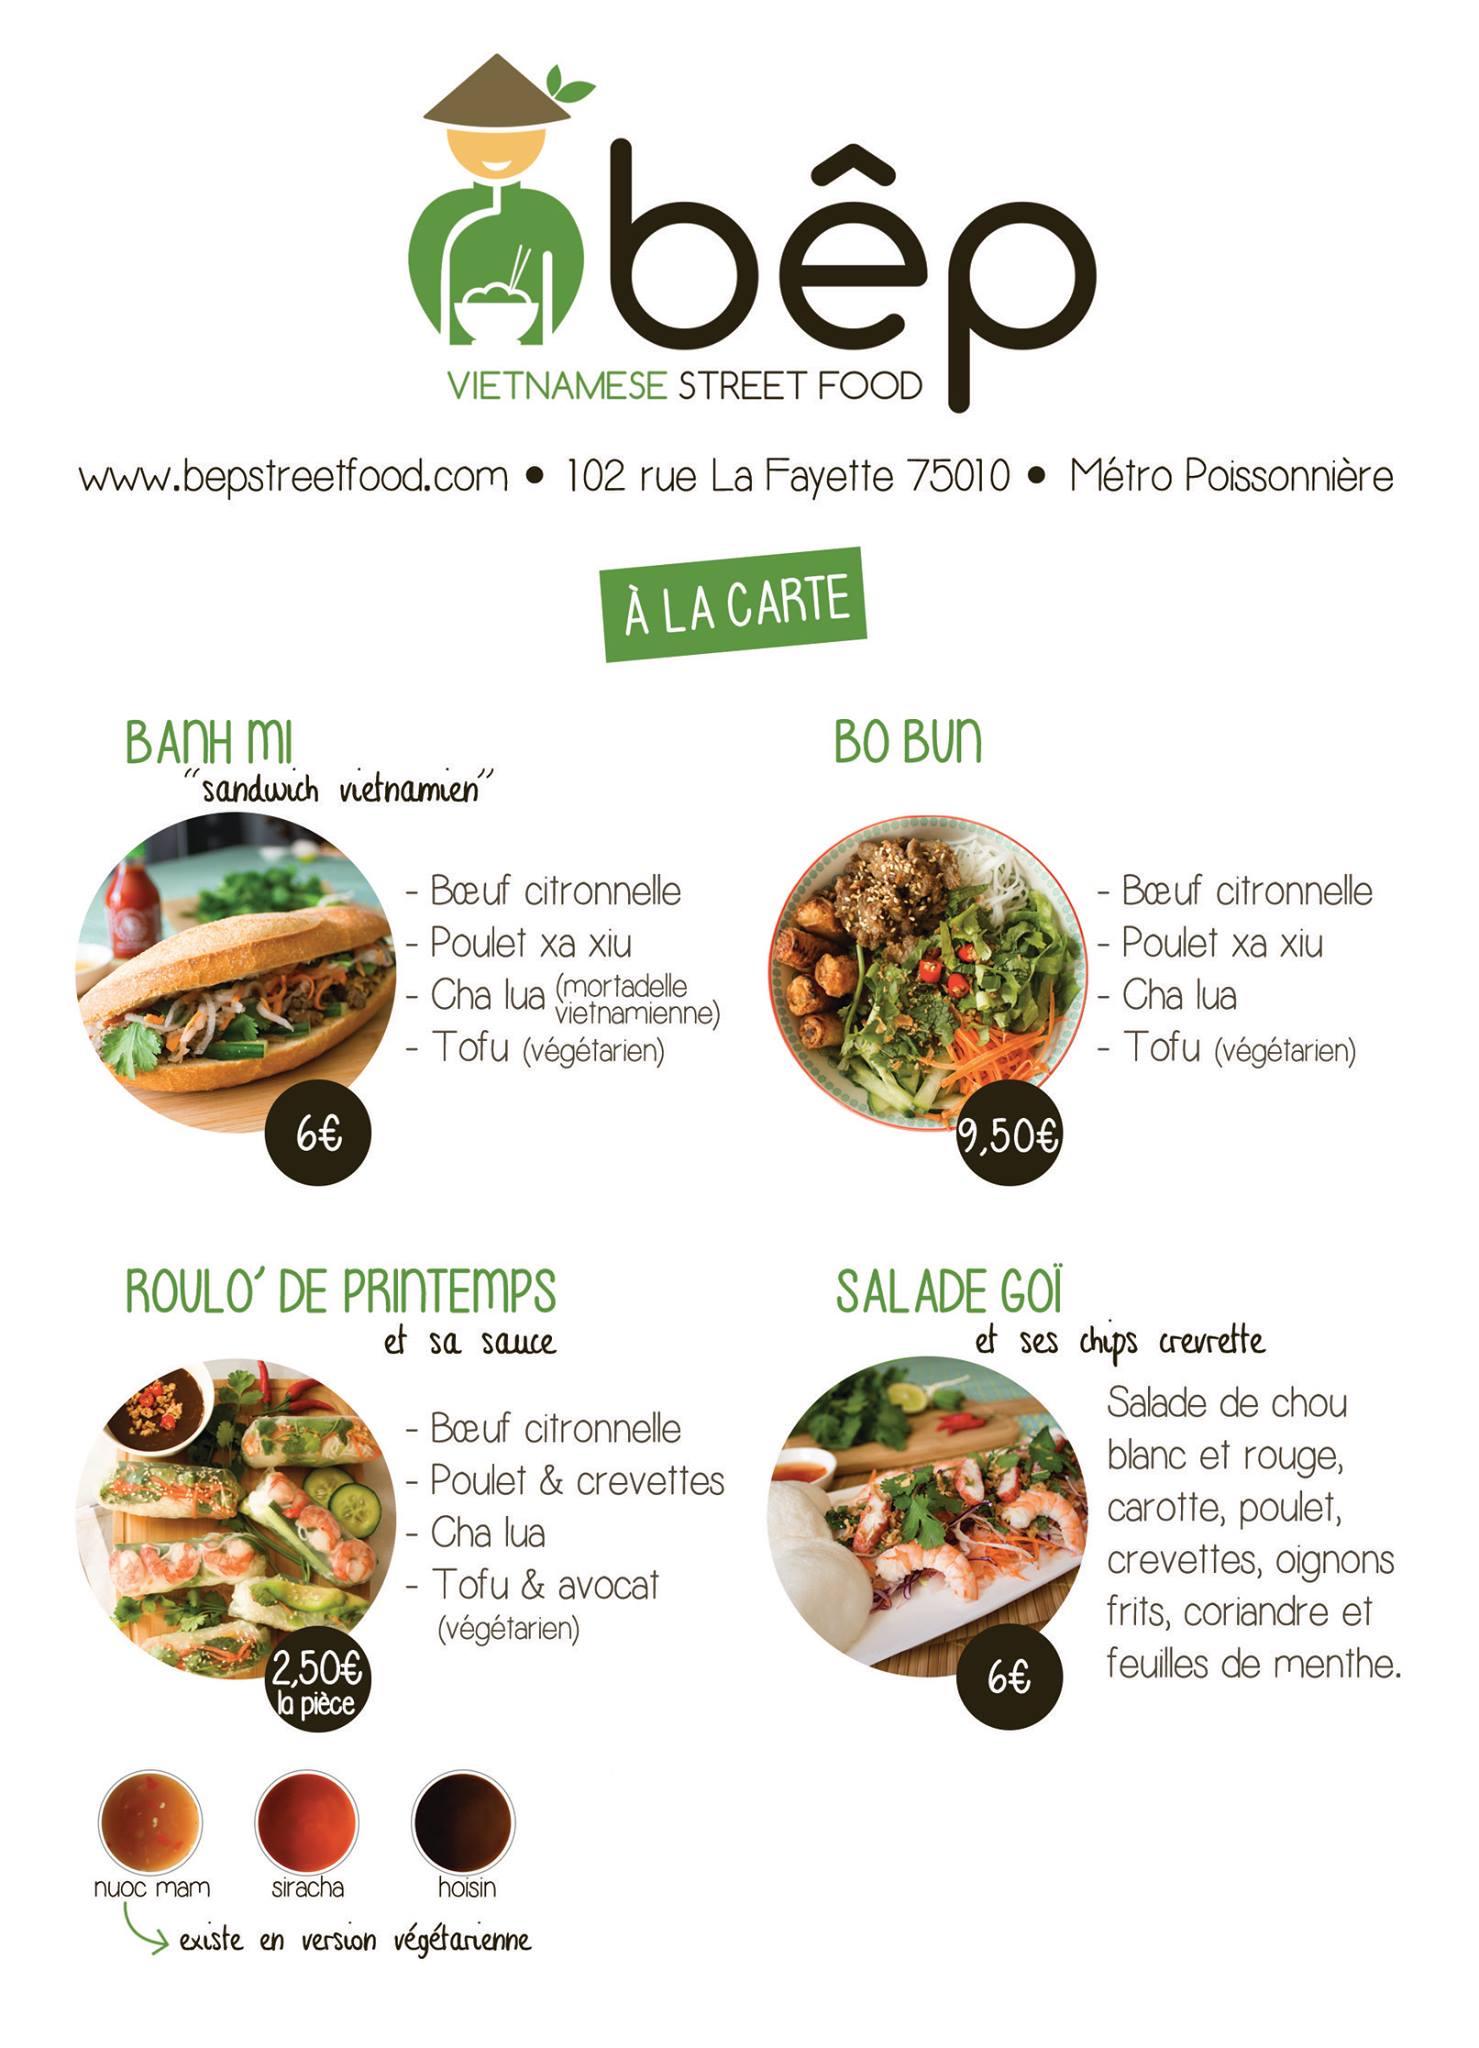 bêp
VIETNAMESE STREET FOOD
www.bepstreetfood.com • 102 rue La Fayette 75010 • Métro Poissonnière
À LA CARTE
BANH MI
"sandwich vietnamien"
- Bœuf citronnelle
- Poulet xa xiu
- Cha lua (mortadelle
vietnamienne)
- Tofu (végétarien)
6€
BO BUN
- Bœuf citronnelle
- Poulet xa xiu
- Cha lua
- Tofu (végétarien)
9,50€
ROULO' DE PRINTEMPS
et sa sauce
- Bœuf citronnelle
- Poulet & crevettes
- Cha lua
- Tofu & avocat
(végétarien)
2,50€
la pièce
SALADE GOÏ
et ses chips crevrette
Salade de chou
blanc et rouge,
carotte, poulet,
crevettes, oignons
frits, coriandre et
feuilles de menthe.
6€
nuoc mam
siracha
hoisin
existe en version végétarienne